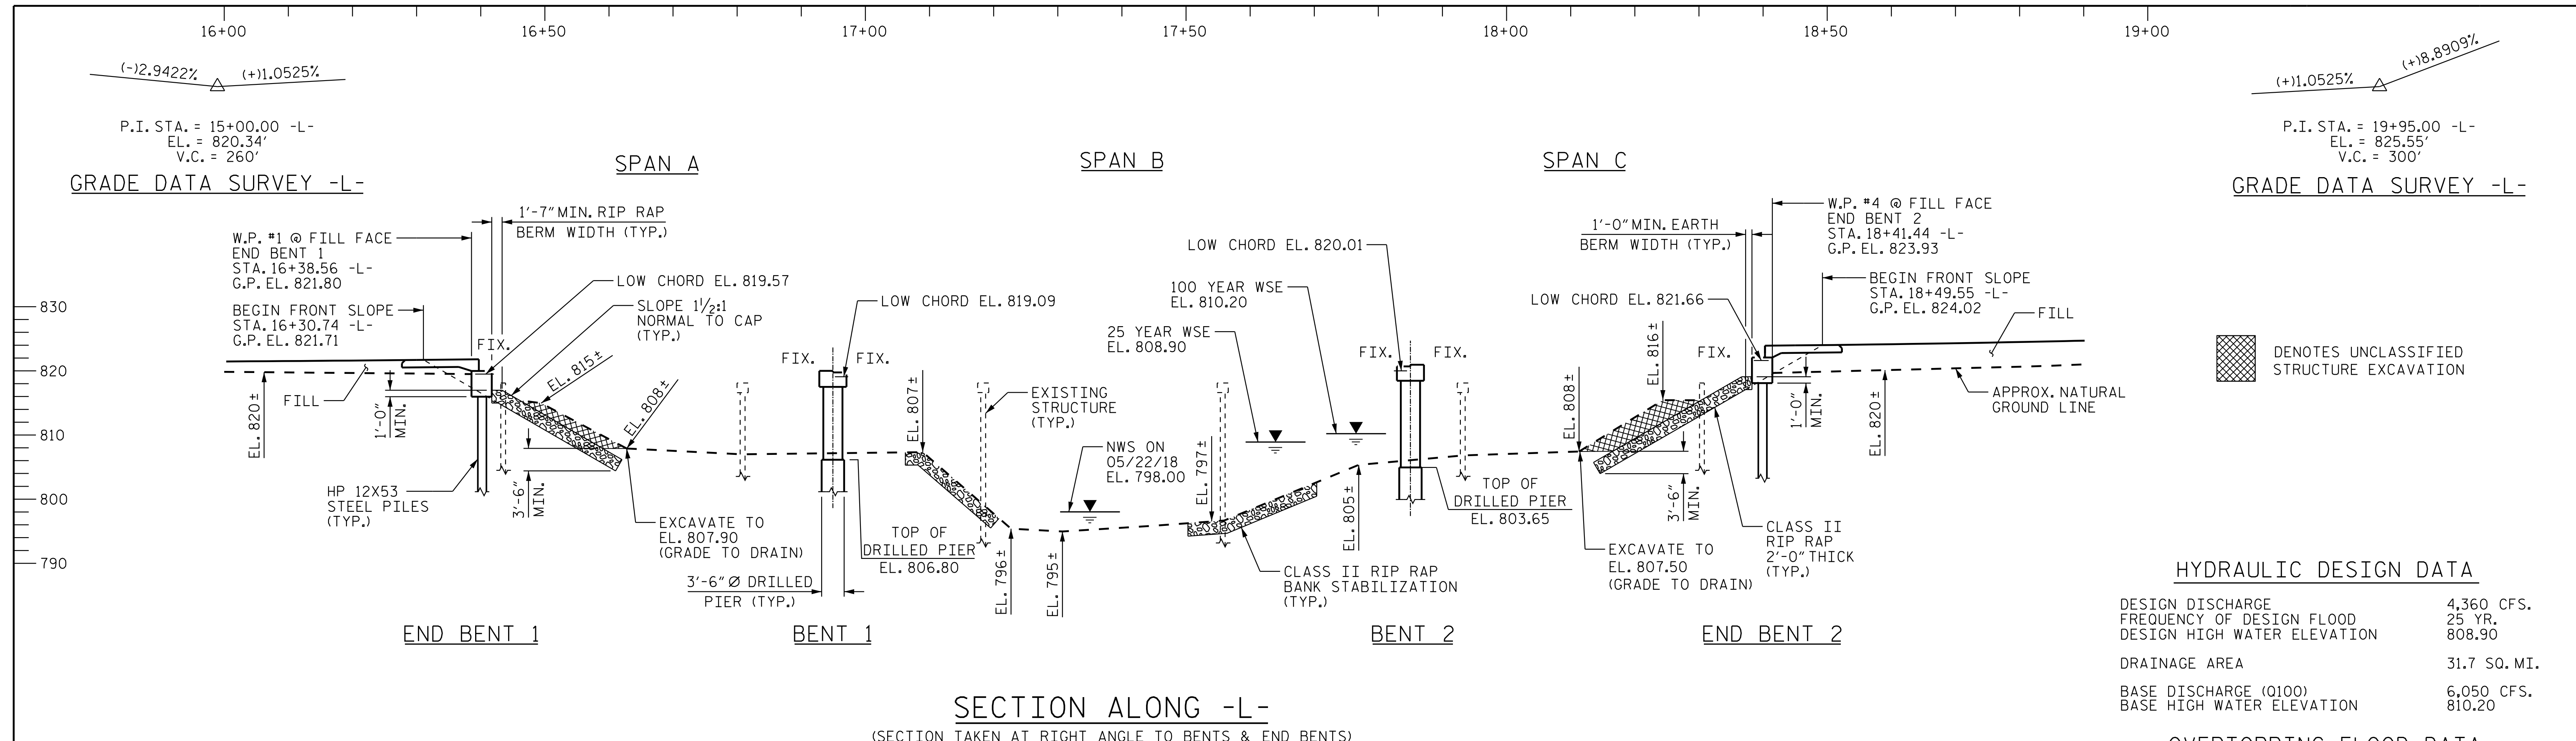 16+00
16+50
17+00
17+50
18+00
18+50
19+00
(-)2.9422%
(+)1.0525%
P.I. STA. = 15+00.00 -L-
EL. = 820.34'
V.C. = 260'
GRADE DATA SURVEY -L-
(+)1.0525%
(+)8.8909%
P.I. STA. = 19+95.00 -L-
EL. = 825.55'
V.C. = 300'
GRADE DATA SURVEY -L-
SPAN A
SPAN B
SPAN C
830
820
810
800
790
W.P. #1 @ FILL FACE
END BENT 1
STA. 16+38.56 -L-
G.P. EL. 821.80
BEGIN FRONT SLOPE
STA. 16+30.74 -L-
G.P. EL. 821.71
1'-7" MIN. RIP RAP
BERM WIDTH (TYP.)
LOW CHORD EL. 819.57
SLOPE 1 1/2:1
NORMAL TO CAP
(TYP.)
FIX.
EL. 815±
EL. 808±
EL. 820±
FILL
1'-0"
MIN.
HP 12X53
STEEL PILES
(TYP.)
3'-6"
MIN.
EXCAVATE TO
EL. 807.90
(GRADE TO DRAIN)
LOW CHORD EL. 819.09
FIX.
FIX.
3'-6" Ø DRILLED
PIER (TYP.)
TOP OF
DRILLED PIER
EL. 806.80
EL. 807±
EXISTING
STRUCTURE
(TYP.)
NWS ON
05/22/18
EL. 798.00
EL. 796±
EL. 795±
EL. 797±
CLASS II RIP RAP
BANK STABILIZATION
(TYP.)
LOW CHORD EL. 820.01
100 YEAR WSE
EL. 810.20
25 YEAR WSE
EL. 808.90
FIX.
FIX.
EL. 805±
TOP OF
DRILLED PIER
EL. 803.65
1'-0" MIN. EARTH
BERM WIDTH (TYP.)
LOW CHORD EL. 821.66
W.P. #4 @ FILL FACE
END BENT 2
STA. 18+41.44 -L-
G.P. EL. 823.93
BEGIN FRONT SLOPE
STA. 18+49.55 -L-
G.P. EL. 824.02
FILL
EL. 808±
EL. 816±
FIX.
3'-6"
MIN.
1'-0"
MIN.
EL. 820±
APPROX. NATURAL
GROUND LINE
EXCAVATE TO
EL. 807.50
(GRADE TO DRAIN)
CLASS II
RIP RAP
2'-0" THICK
(TYP.)
DENOTES UNCLASSIFIED
STRUCTURE EXCAVATION
END BENT 1
BENT 1
BENT 2
END BENT 2
SECTION ALONG -L-
(SECTION TAKEN AT RIGHT ANGLE TO BENTS & END BENTS)
HYDRAULIC DESIGN DATA
DESIGN DISCHARGE 4,360 CFS.
FREQUENCY OF DESIGN FLOOD 25 YR.
DESIGN HIGH WATER ELEVATION 808.90
DRAINAGE AREA 31.7 SQ. MI.
BASE DISCHARGE (Q100) 6,050 CFS.
BASE HIGH WATER ELEVATION 810.20
OVERTOPPING FLOOD DATA